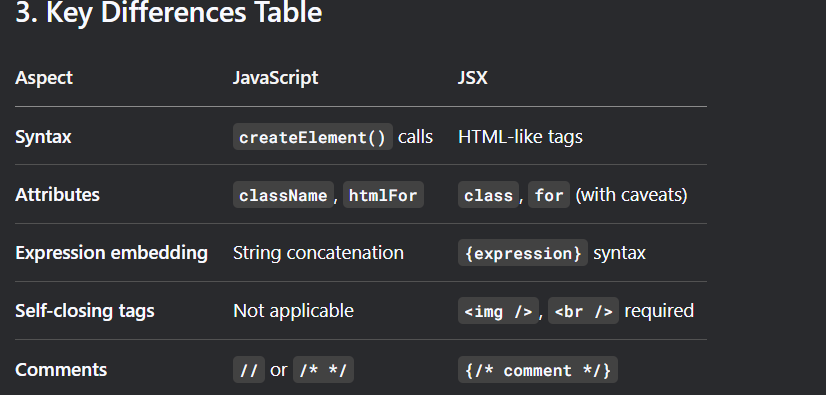 3. Key Differences Table
Aspect JavaScript JSX
Syntax createElement() calls HTML-like tags
Attributes className, htmlFor class, for (with caveats)
Expression embedding String concatenation {expression} syntax
Self-closing tags Not applicable <img />, <br /> required
Comments // or /* */ {/* comment */}